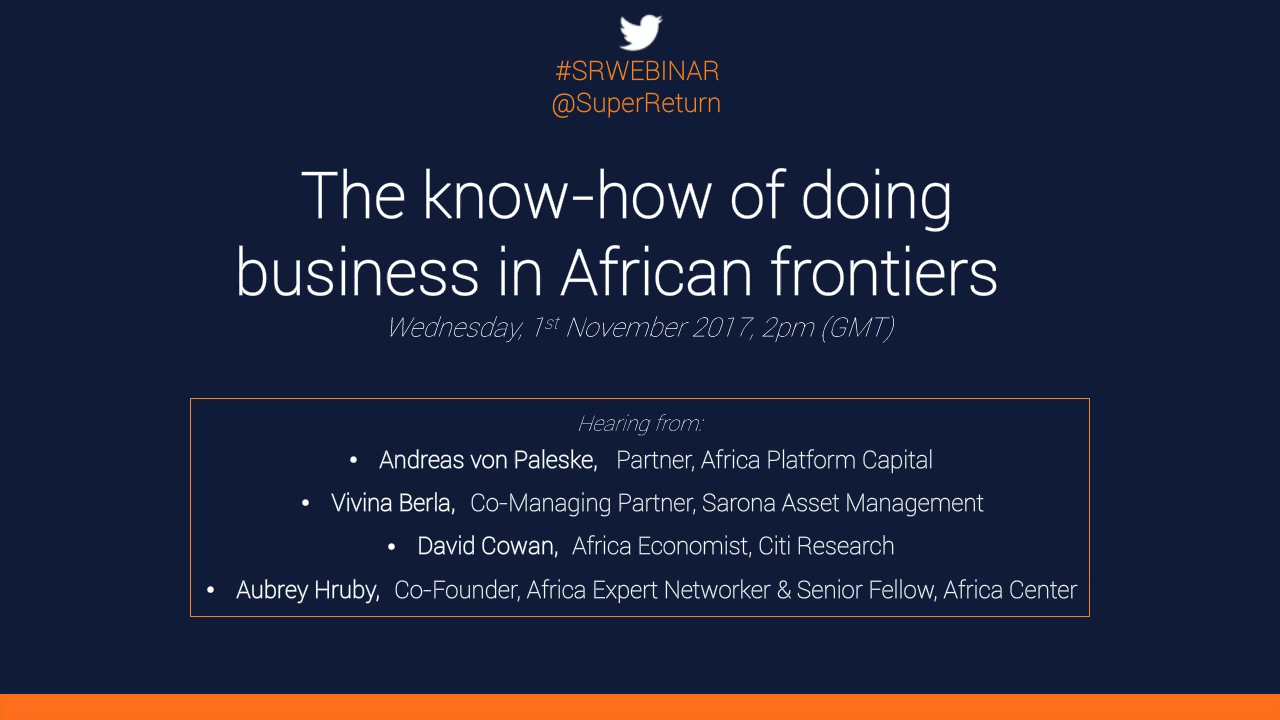 #SRWEBINAR
@SuperReturn
The know-how of doing
business in African frontiers
Wednesday, 1st November 2017, 2pm (GMT)
Hearing from:
• Andreas von Paleske, Partner, Africa Platform Capital
• Vivina Berla, Co-Managing Partner, Sarona Asset Management
• David Cowan, Africa Economist, Citi Research
• Aubrey Hruby, Co-Founder, Africa Expert Networker & Senior Fellow, Africa Center